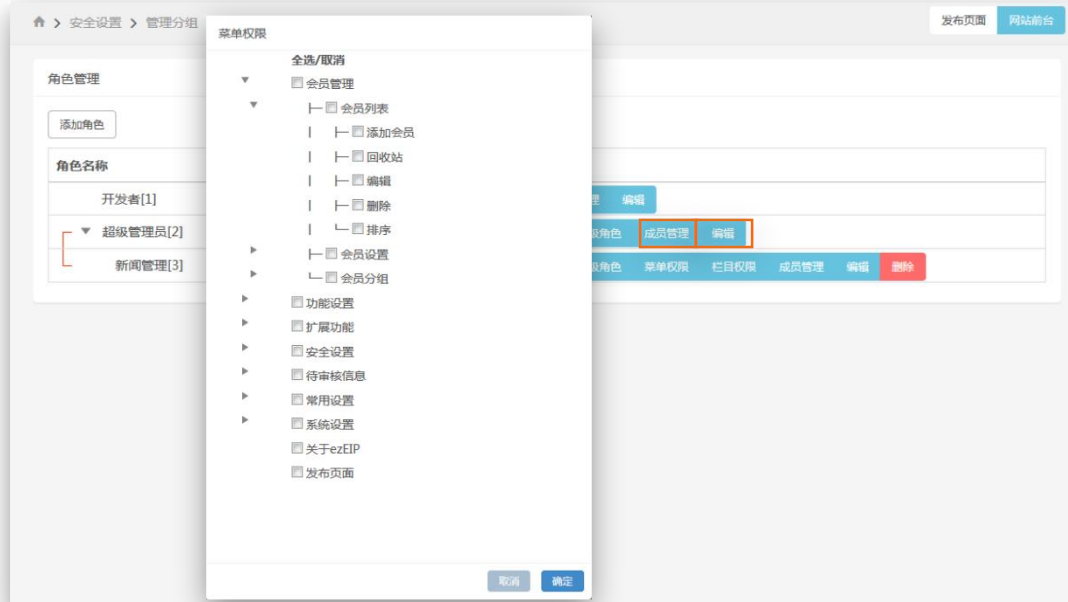 安全设置 > 管理分组
发布页面 网站前台
角色管理
添加角色
角色名称
开发者[1] 编辑
超级管理员[2] 级角色 成员管理 编辑
新闻管理[3] 级角色 菜单权限 栏目权限 成员管理 编辑 删除
菜单权限
全选/取消
会员管理
会员列表
添加会员
回收站
编辑
删除
排序
会员设置
会员分组
功能设置
扩展功能
安全设置
待审核信息
常用设置
系统设置
关于ezEIP
发布页面
取消 确定